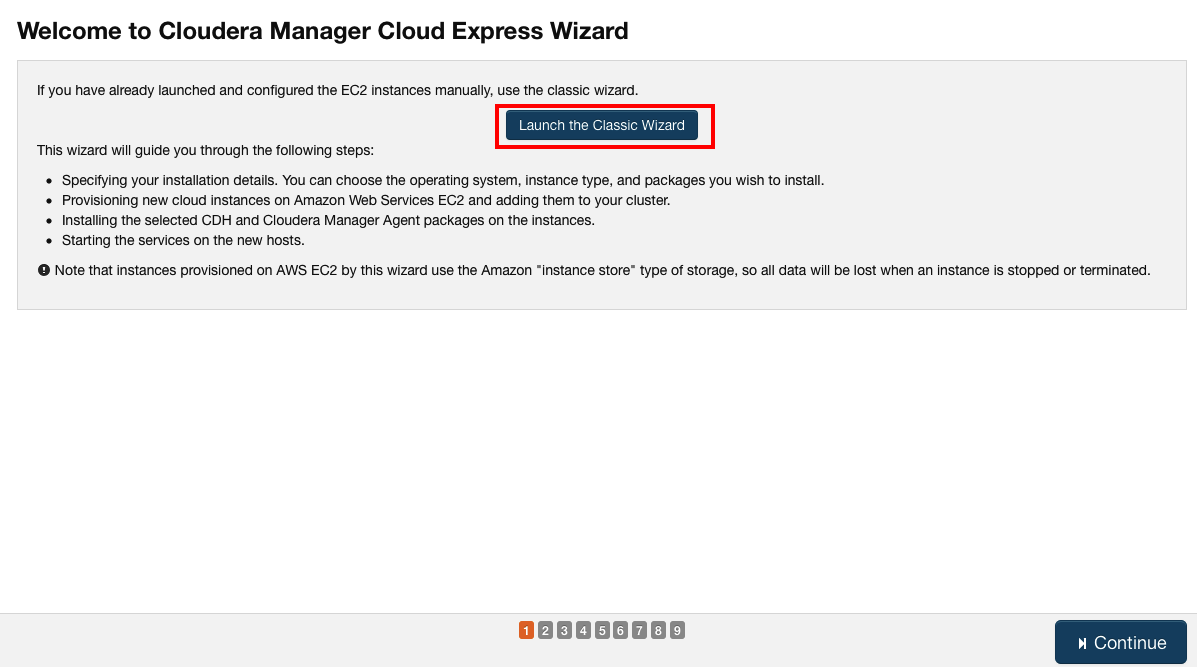 Welcome to Cloudera Manager Cloud Express Wizard
If you have already launched and configured the EC2 instances manually, use the classic wizard.
Launch the Classic Wizard
This wizard will guide you through the following steps:
Specifying your installation details. You can choose the operating system, instance type, and packages you wish to install.
Provisioning new cloud instances on Amazon Web Services EC2 and adding them to your cluster.
Installing the selected CDH and Cloudera Manager Agent packages on the instances.
Starting the services on the new hosts.
Note that instances provisioned on AWS EC2 by this wizard use the Amazon "instance store" type of storage, so all data will be lost when an instance is stopped or terminated.
1 2 3 4 5 6 7 8 9
Continue